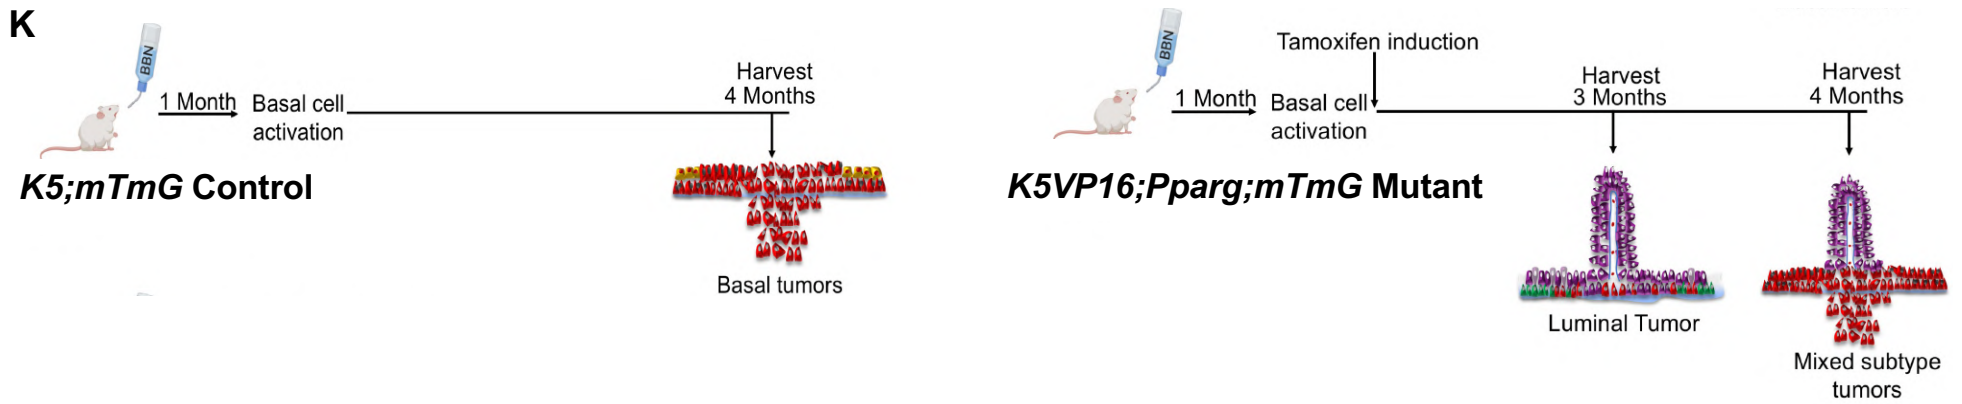 K
BBN
1 Month
Basal cell
activation
Harvest
4 Months
K5;mTmG Control
Basal tumors
BBN
Tamoxifen induction
1 Month
Basal cell
activation
Harvest
3 Months
Harvest
4 Months
K5VP16;Pparg;mTmG Mutant
Luminal Tumor
Mixed subtype
tumors